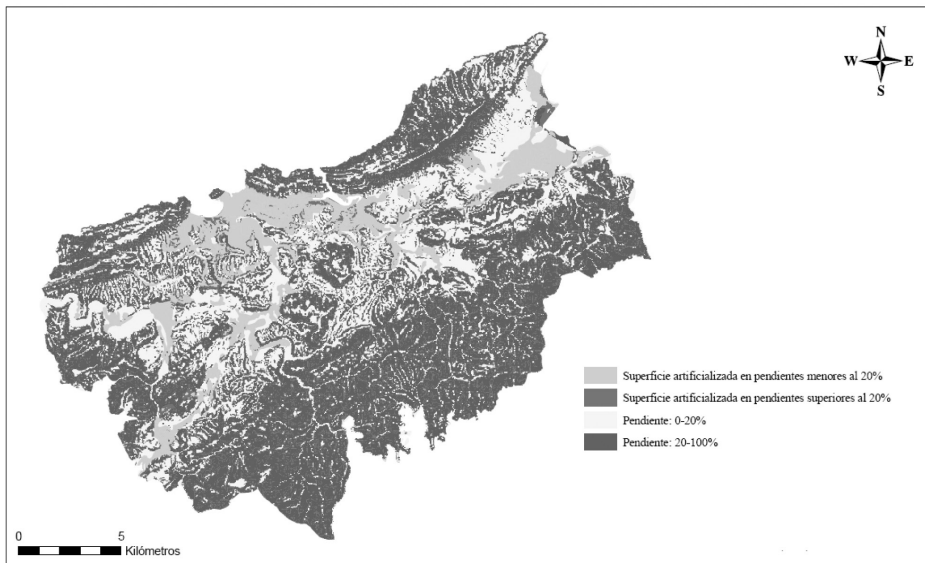 N
W E
S
Superficie artificializada en pendientes menores al 20%
Superficie artificializada en pendientes superiores al 20%
Pendiente: 0-20%
Pendiente: 20-100%
0 5
Kilómetros